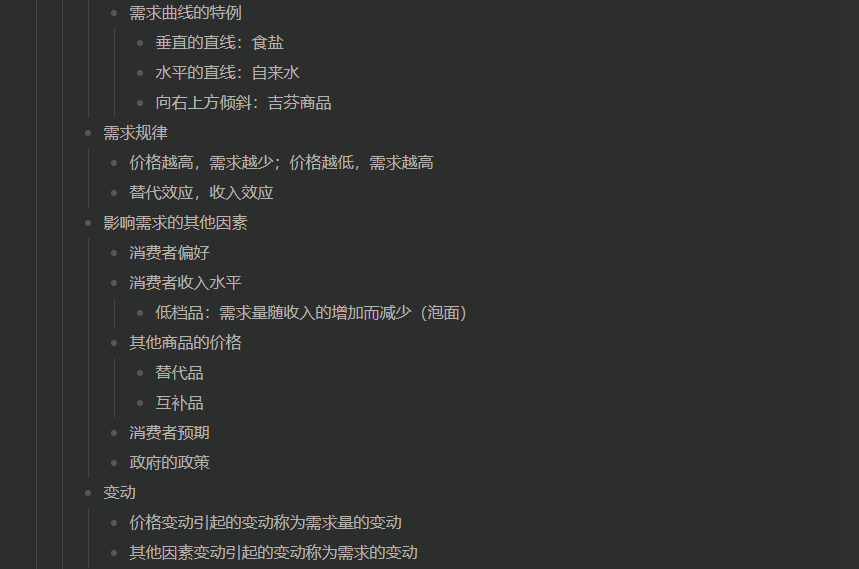 需求曲线的特例
垂直的直线：食盐
水平的直线：自来水
向右上方倾斜：吉芬商品
需求规律
价格越高，需求越少；价格越低，需求越高
替代效应，收入效应
影响需求的其他因素
消费者偏好
消费者收入水平
低档品：需求量随收入的增加而减少（泡面）
其他商品的价格
替代品
互补品
消费者预期
政府的政策
变动
价格变动引起的变动称为需求量的变动
其他因素变动引起的变动称为需求的变动